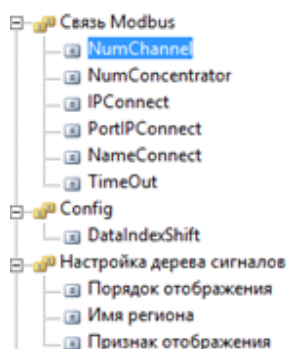 Связь Modbus
NumChannel
NumConcentrator
IPConnect
PortIPConnect
NameConnect
TimeOut
Config
DataIndexShift
Настройка дерева сигналов
Порядок отображения
Имя региона
Признак отображения